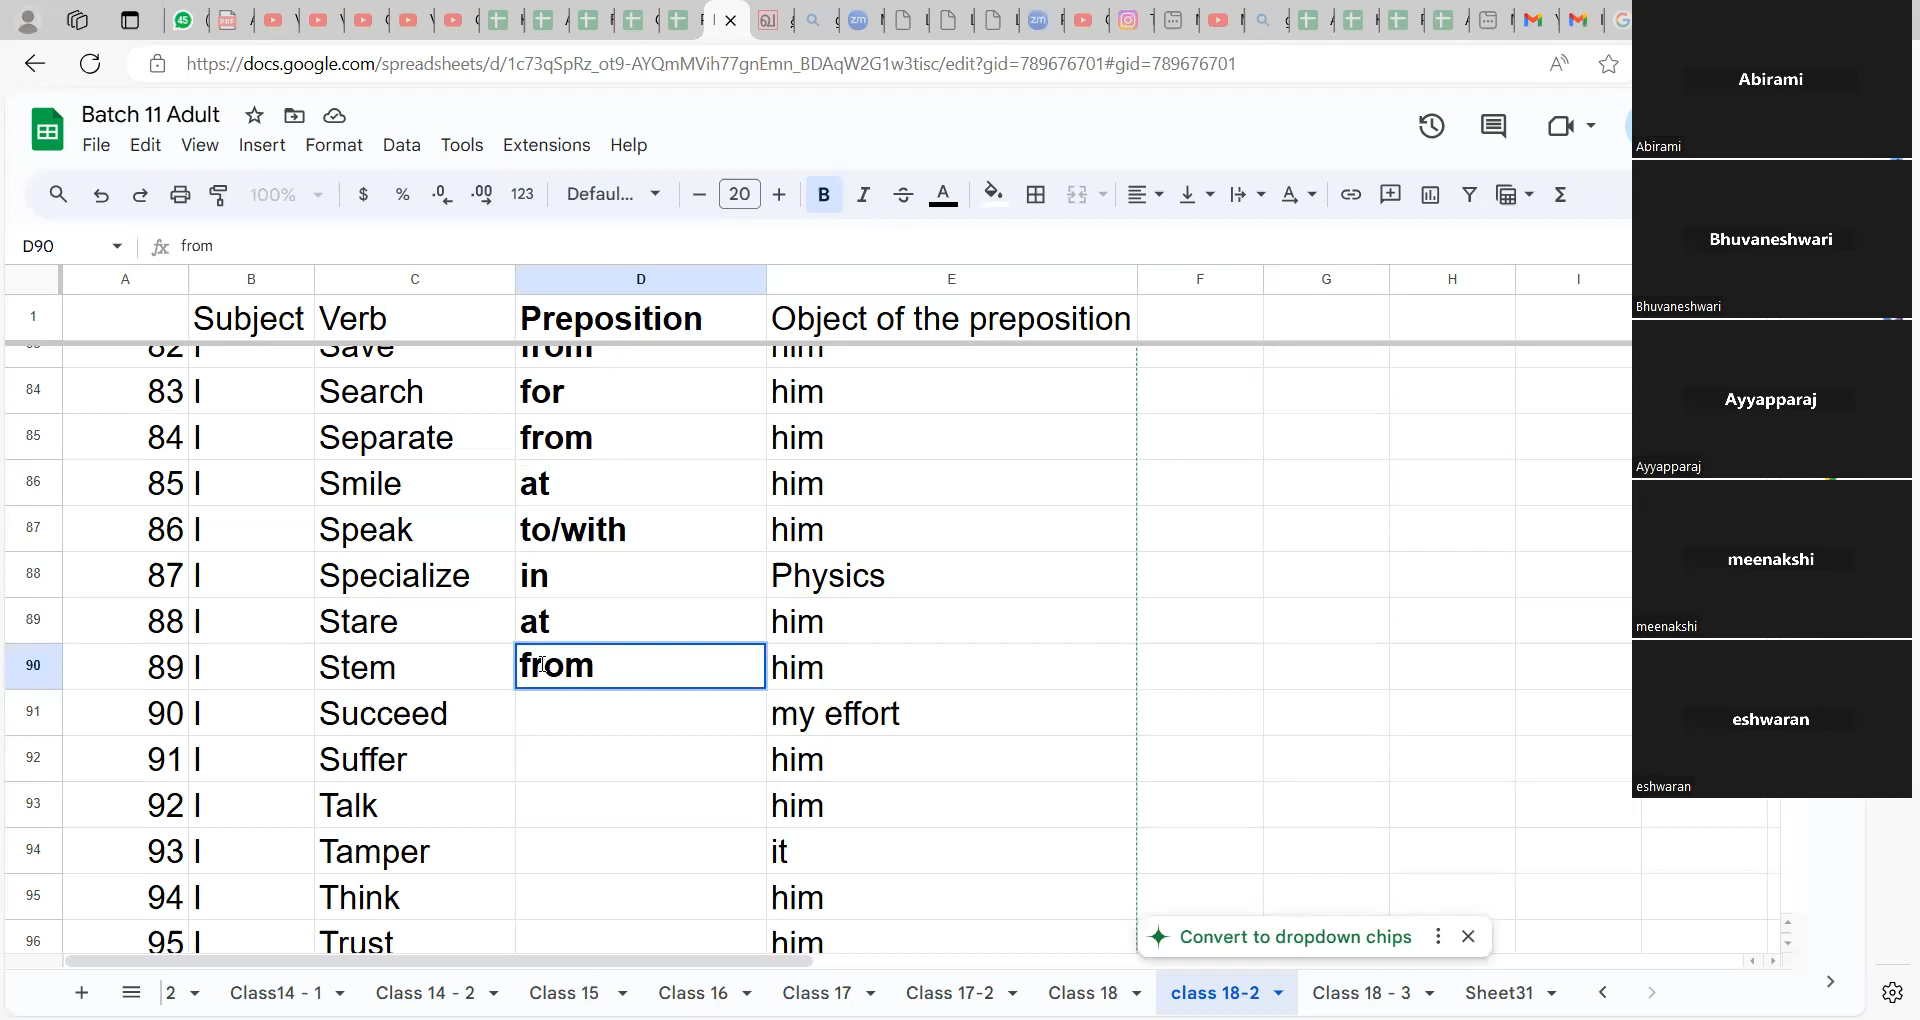 https://docs.google.com/spreadsheets/d/1c73qSpRz_ot9-AYQmMVih77gnEmn_BDAqW2G1w3tisc/edit?gid=789676701#gid=789676701
Batch 11 Adult
File Edit View Insert Format Data Tools Extensions Help
100% $ % .0 .00 123 Defaul... 20 B I A
D90 fx from
A B C D E F G H I
1 Subject Verb Preposition Object of the preposition
82 I Save from him
84 83 I Search for him
85 84 I Separate from him
86 85 I Smile at him
87 86 I Speak to/with him
88 87 I Specialize in Physics
89 88 I Stare at him
90 89 I Stem from him
91 90 I Succeed my effort
92 91 I Suffer him
93 92 I Talk him
94 93 I Tamper it
95 94 I Think him
96 95 I Trust him
Convert to dropdown chips
2 Class14 - 1 Class 14 - 2 Class 15 Class 16 Class 17 Class 17-2 Class 18 class 18-2 Class 18 - 3 Sheet31
Abirami
Abirami
Bhuvaneshwari
Bhuvaneshwari
Ayyapparaj
Ayyapparaj
meenakshi
meenakshi
eshwaran
eshwaran